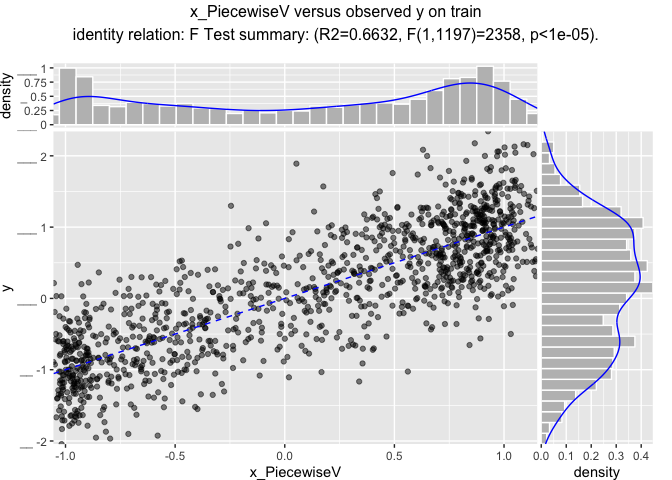 x_PiecewiseV versus observed y on train
identity relation: F Test summary: (R2=0.6632, F(1,1197)=2358, p<1e-05).
density
1
0.75
0.5
0.25
0
y
2
1
0
-1
-2
-1.0 -0.5 0.0 0.5 1.0
x_PiecewiseV
0.0 0.1 0.2 0.3 0.4
density